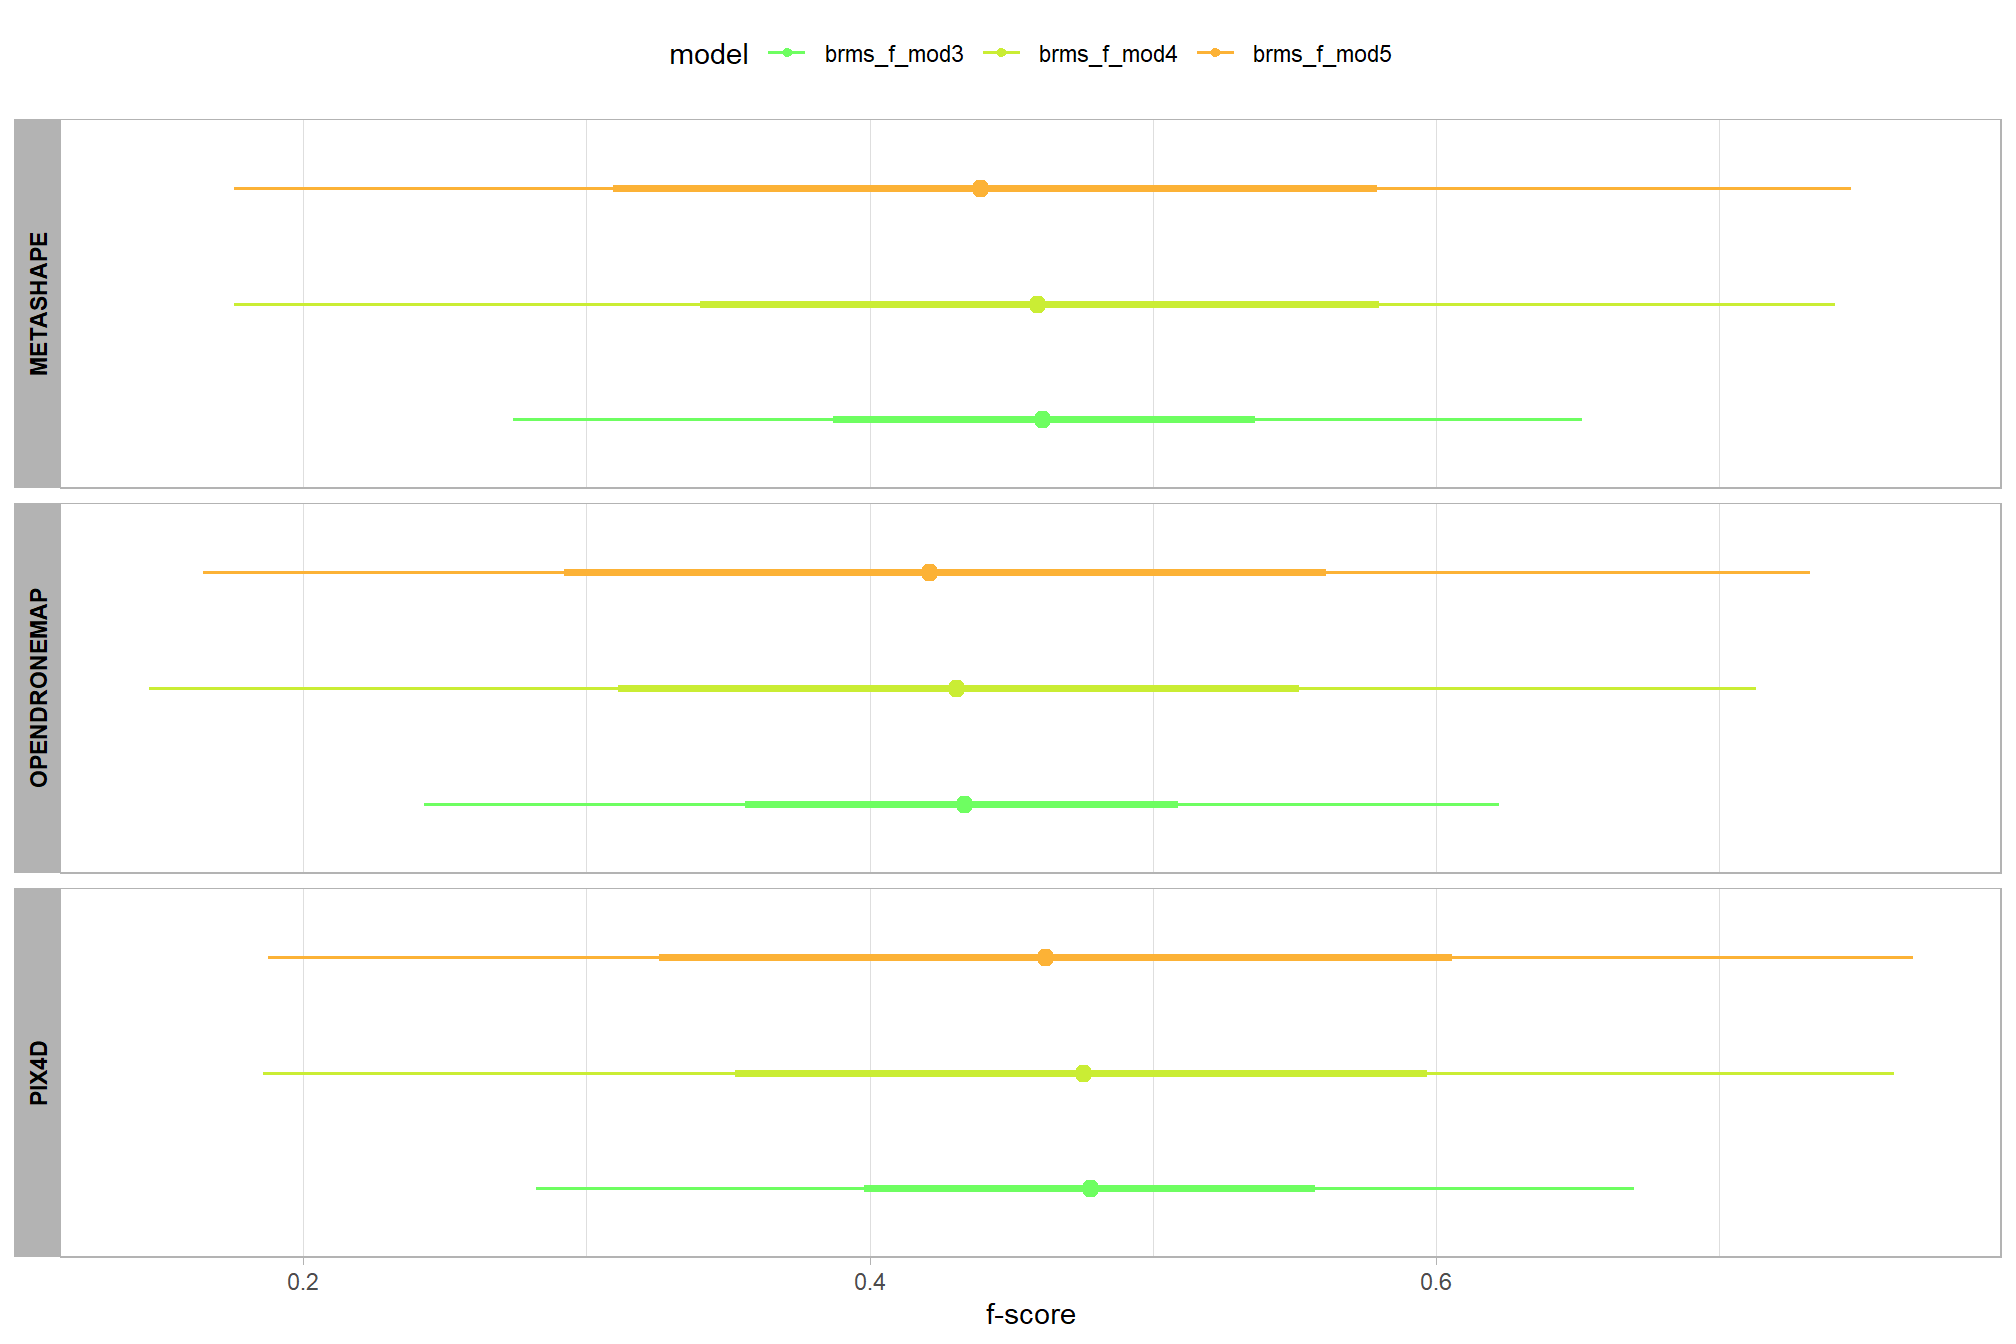 model brms_f_mod3 brms_f_mod4 brms_f_mod5
METASHAPE
OPENDRONEMAP
PIX4D
0.2 0.4 0.6
f-score